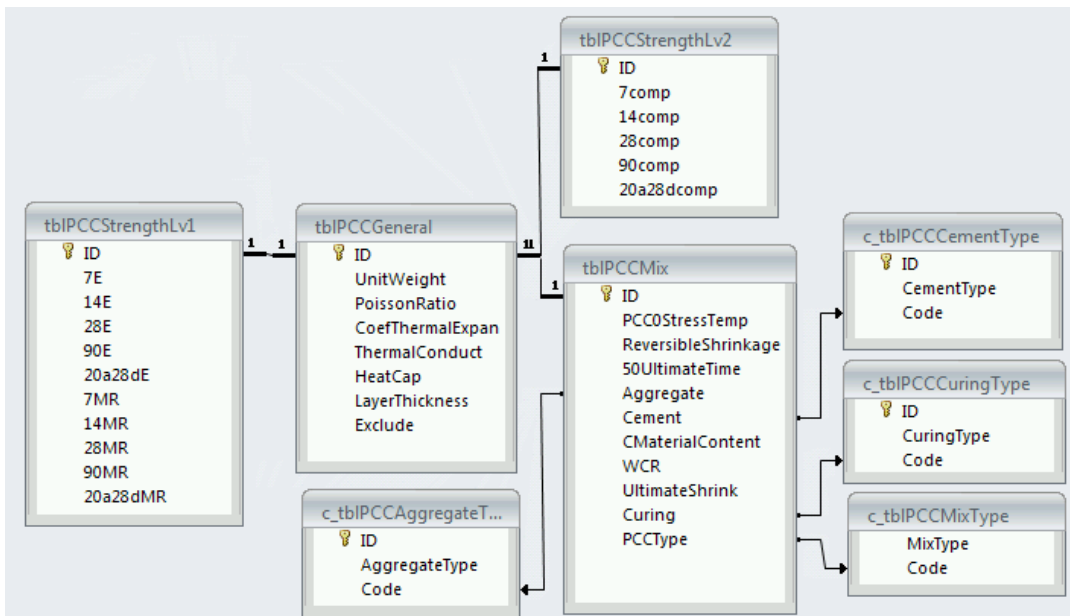 tblPCCStrengthLv2
ID
7comp
14comp
28comp
90comp
20a28dcomp
tblPCCStrengthLv1
ID
7E
14E
28E
90E
20a28dE
7MR
14MR
28MR
90MR
20a28dMR
1
1
tblPCCGeneral
ID
UnitWeight
PoissonRatio
CoefThermalExpan
ThermalConduct
HeatCap
LayerThickness
Exclude
1
11
1
tblPCCMix
ID
PCC0StressTemp
ReversibleShrinkage
50UltimateTime
Aggregate
Cement
CMaterialContent
WCR
UltimateShrink
Curing
PCCType
c_tblPCCAggregateT...
ID
AggregateType
Code
c_tblPCCCementType
ID
CementType
Code
c_tblPCCCuringType
ID
CuringType
Code
c_tblPCCMixType
MixType
Code